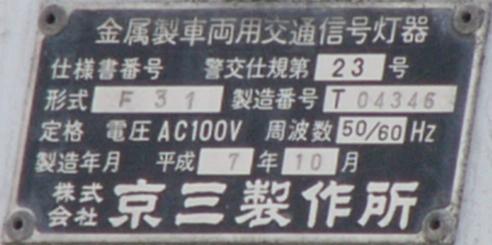 金属製車両用交通信号灯器
仕様書番号 警交仕規第 23 号
形式 F31 製造番号 T 04346
定格 電圧 AC100V 周波数 50/60 Hz
製造年月 平成 7 年 10 月
株式会社 京三製作所